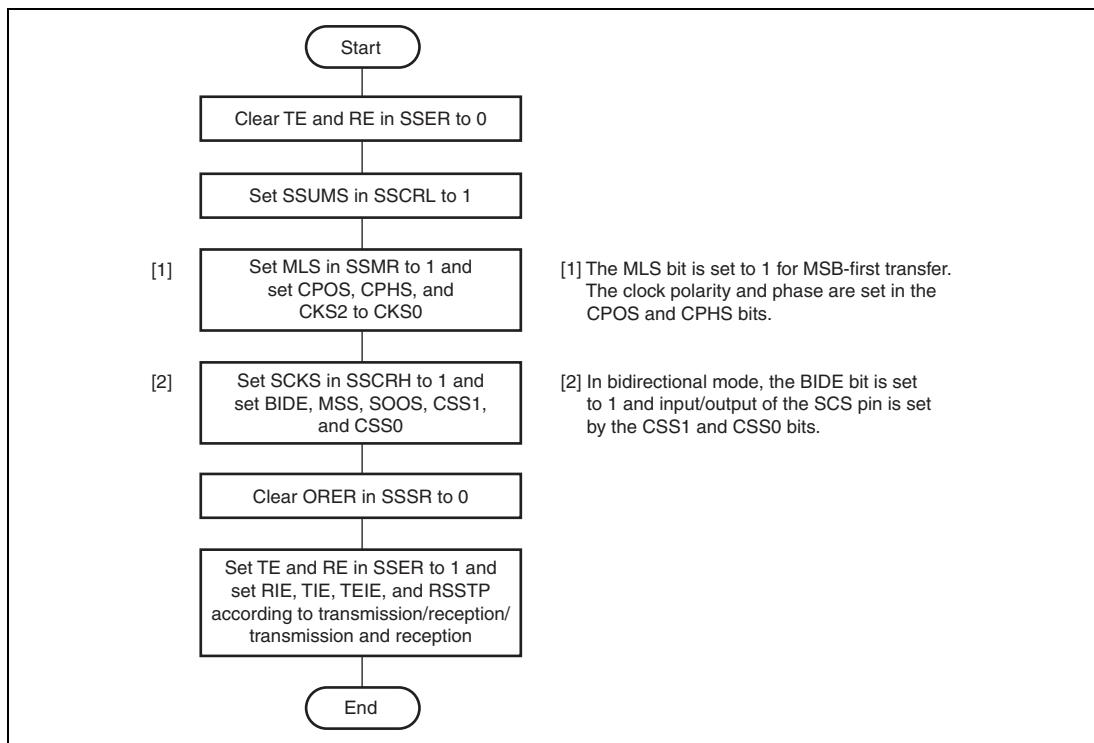 Start
Clear TE and RE in SSER to 0
Set SSUMS in SSCRL to 1
[1]
Set MLS in SSMR to 1 and
set CPOS, CPHS, and
CKS2 to CKS0
[1] The MLS bit is set to 1 for MSB-first transfer.
The clock polarity and phase are set in the
CPOS and CPHS bits.
[2]
Set SCKS in SSCRH to 1 and
set BIDE, MSS, SOOS, CSS1,
and CSS0
[2] In bidirectional mode, the BIDE bit is set
to 1 and input/output of the SCS pin is set
by the CSS1 and CSS0 bits.
Clear ORER in SSSR to 0
Set TE and RE in SSER to 1 and
set RIE, TIE, TEIE, and RSSTP
according to transmission/reception/
transmission and reception
End